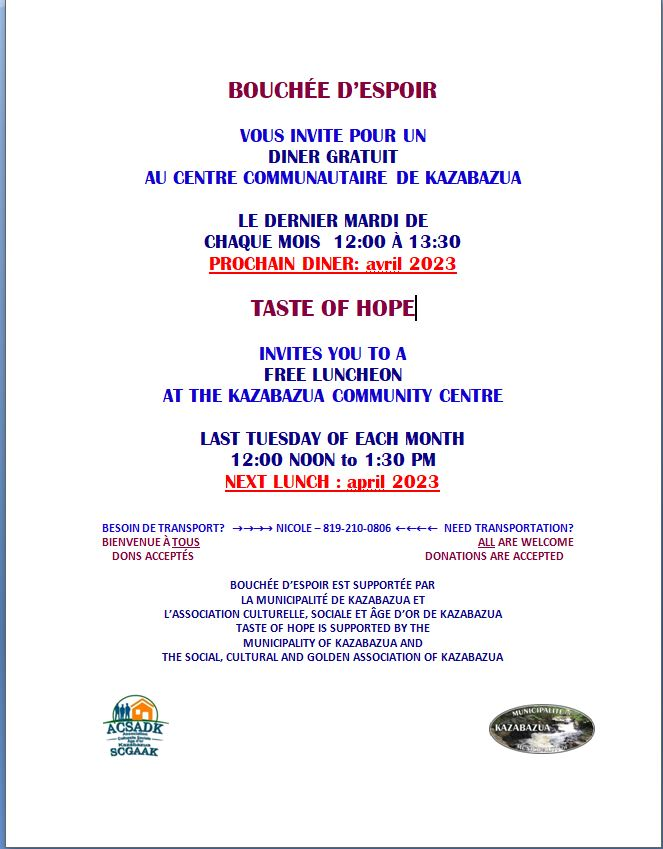 BOUCHÉE D'ESPOIR
VOUS INVITE POUR UN
DINER GRATUIT
AU CENTRE COMMUNAUTAIRE DE KAZABAZUA
LE DERNIER MARDI DE
CHAQUE MOIS 12:00 À 13:30
PROCHAIN DINER: avril 2023
TASTE OF HOPE
INVITES YOU TO A
FREE LUNCHEON
AT THE KAZABAZUA COMMUNITY CENTRE
LAST TUESDAY OF EACH MONTH
12:00 NOON to 1:30 PM
NEXT LUNCH : april 2023
BESOIN DE TRANSPORT? →→→→ NICOLE – 819-210-0806 ←←←← NEED TRANSPORTATION?
BIENVENUE À TOUS ALL ARE WELCOME
DONS ACCEPTÉS DONATIONS ARE ACCEPTED
BOUCHÉE D'ESPOIR EST SUPPORTÉE PAR
LA MUNICIPALITÉ DE KAZABAZUA ET
L'ASSOCIATION CULTURELLE, SOCIALE ET ÂGE D'OR DE KAZABAZUA
TASTE OF HOPE IS SUPPORTED BY THE
MUNICIPALITY OF KAZABAZUA AND
THE SOCIAL, CULTURAL AND GOLDEN ASSOCIATION OF KAZABAZUA
ACSADK
Kazabazua
SCGAAK
MUNICIPALITÉ
KAZABAZUA